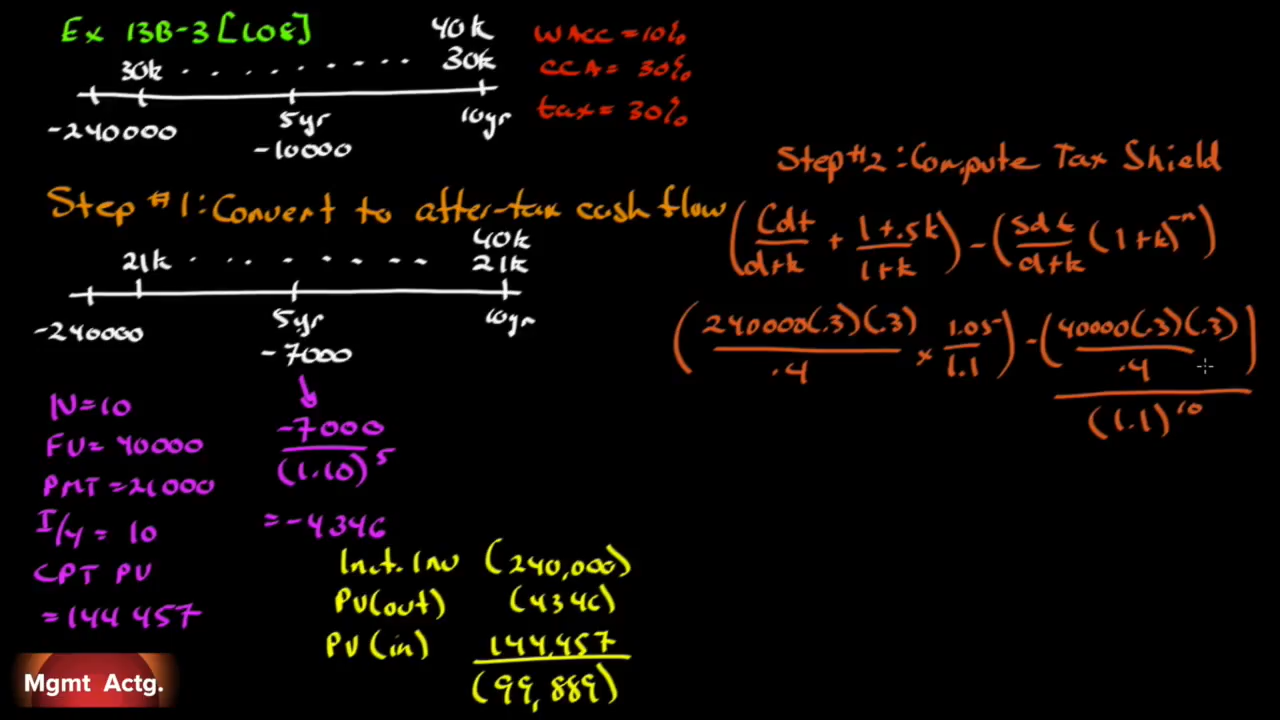 Ex 13B-3 [LO8]
40k
30k . . . . . . . . . 30k
-240000 5yr 10yr
-10000
WACC = 10%
CCA = 30%
tax = 30%
Step #1: Convert to after-tax cash flow
40k
21k . . . . . . . 21k
-240000 5yr 10yr
-7000
N=10
FV= 40000
PMT =21000
I/y = 10
CPT PV
= 144 457
-7000
(1.10)^5
= -4346
Init. Inv (240,000)
PV(out) (4346)
PV(in) 144,457
(99,889)
Step #2: Compute Tax Shield
(Cdt/d+k + 1+.5k/1+k) - (Sdt/d+k (1+k)^-n)
(240000(.3)(.3)/.4 × 1.05/1.1) - (40000(.3)(.3)/.4)
(1.1)^10
Mgmt Actg.